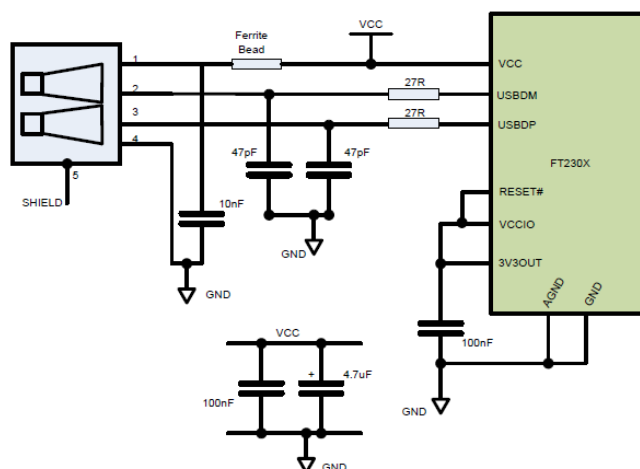 VCC
Ferrite
Bead
1
VCC
27R
2
USBDM
27R
3
USBDP
4
47pF
47pF
FT230X
5
RESET#
SHIELD
10nF
VCCIO
GND
3V3OUT
GND
AGND
GND
VCC
100nF
+
4.7uF
100nF
GND
GND